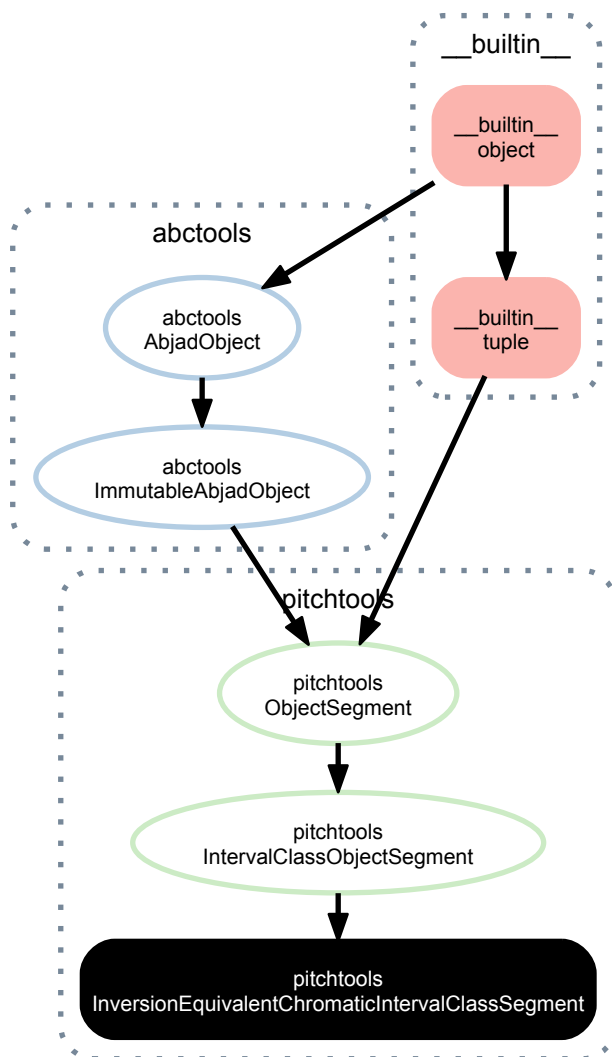 __builtin__
__builtin__
object
abctools
abctools
AbjadObject
__builtin__
tuple
abctools
ImmutableAbjadObject
pitchtools
pitchtools
ObjectSegment
pitchtools
IntervalClassObjectSegment
pitchtools
InversionEquivalentChromaticIntervalClassSegment